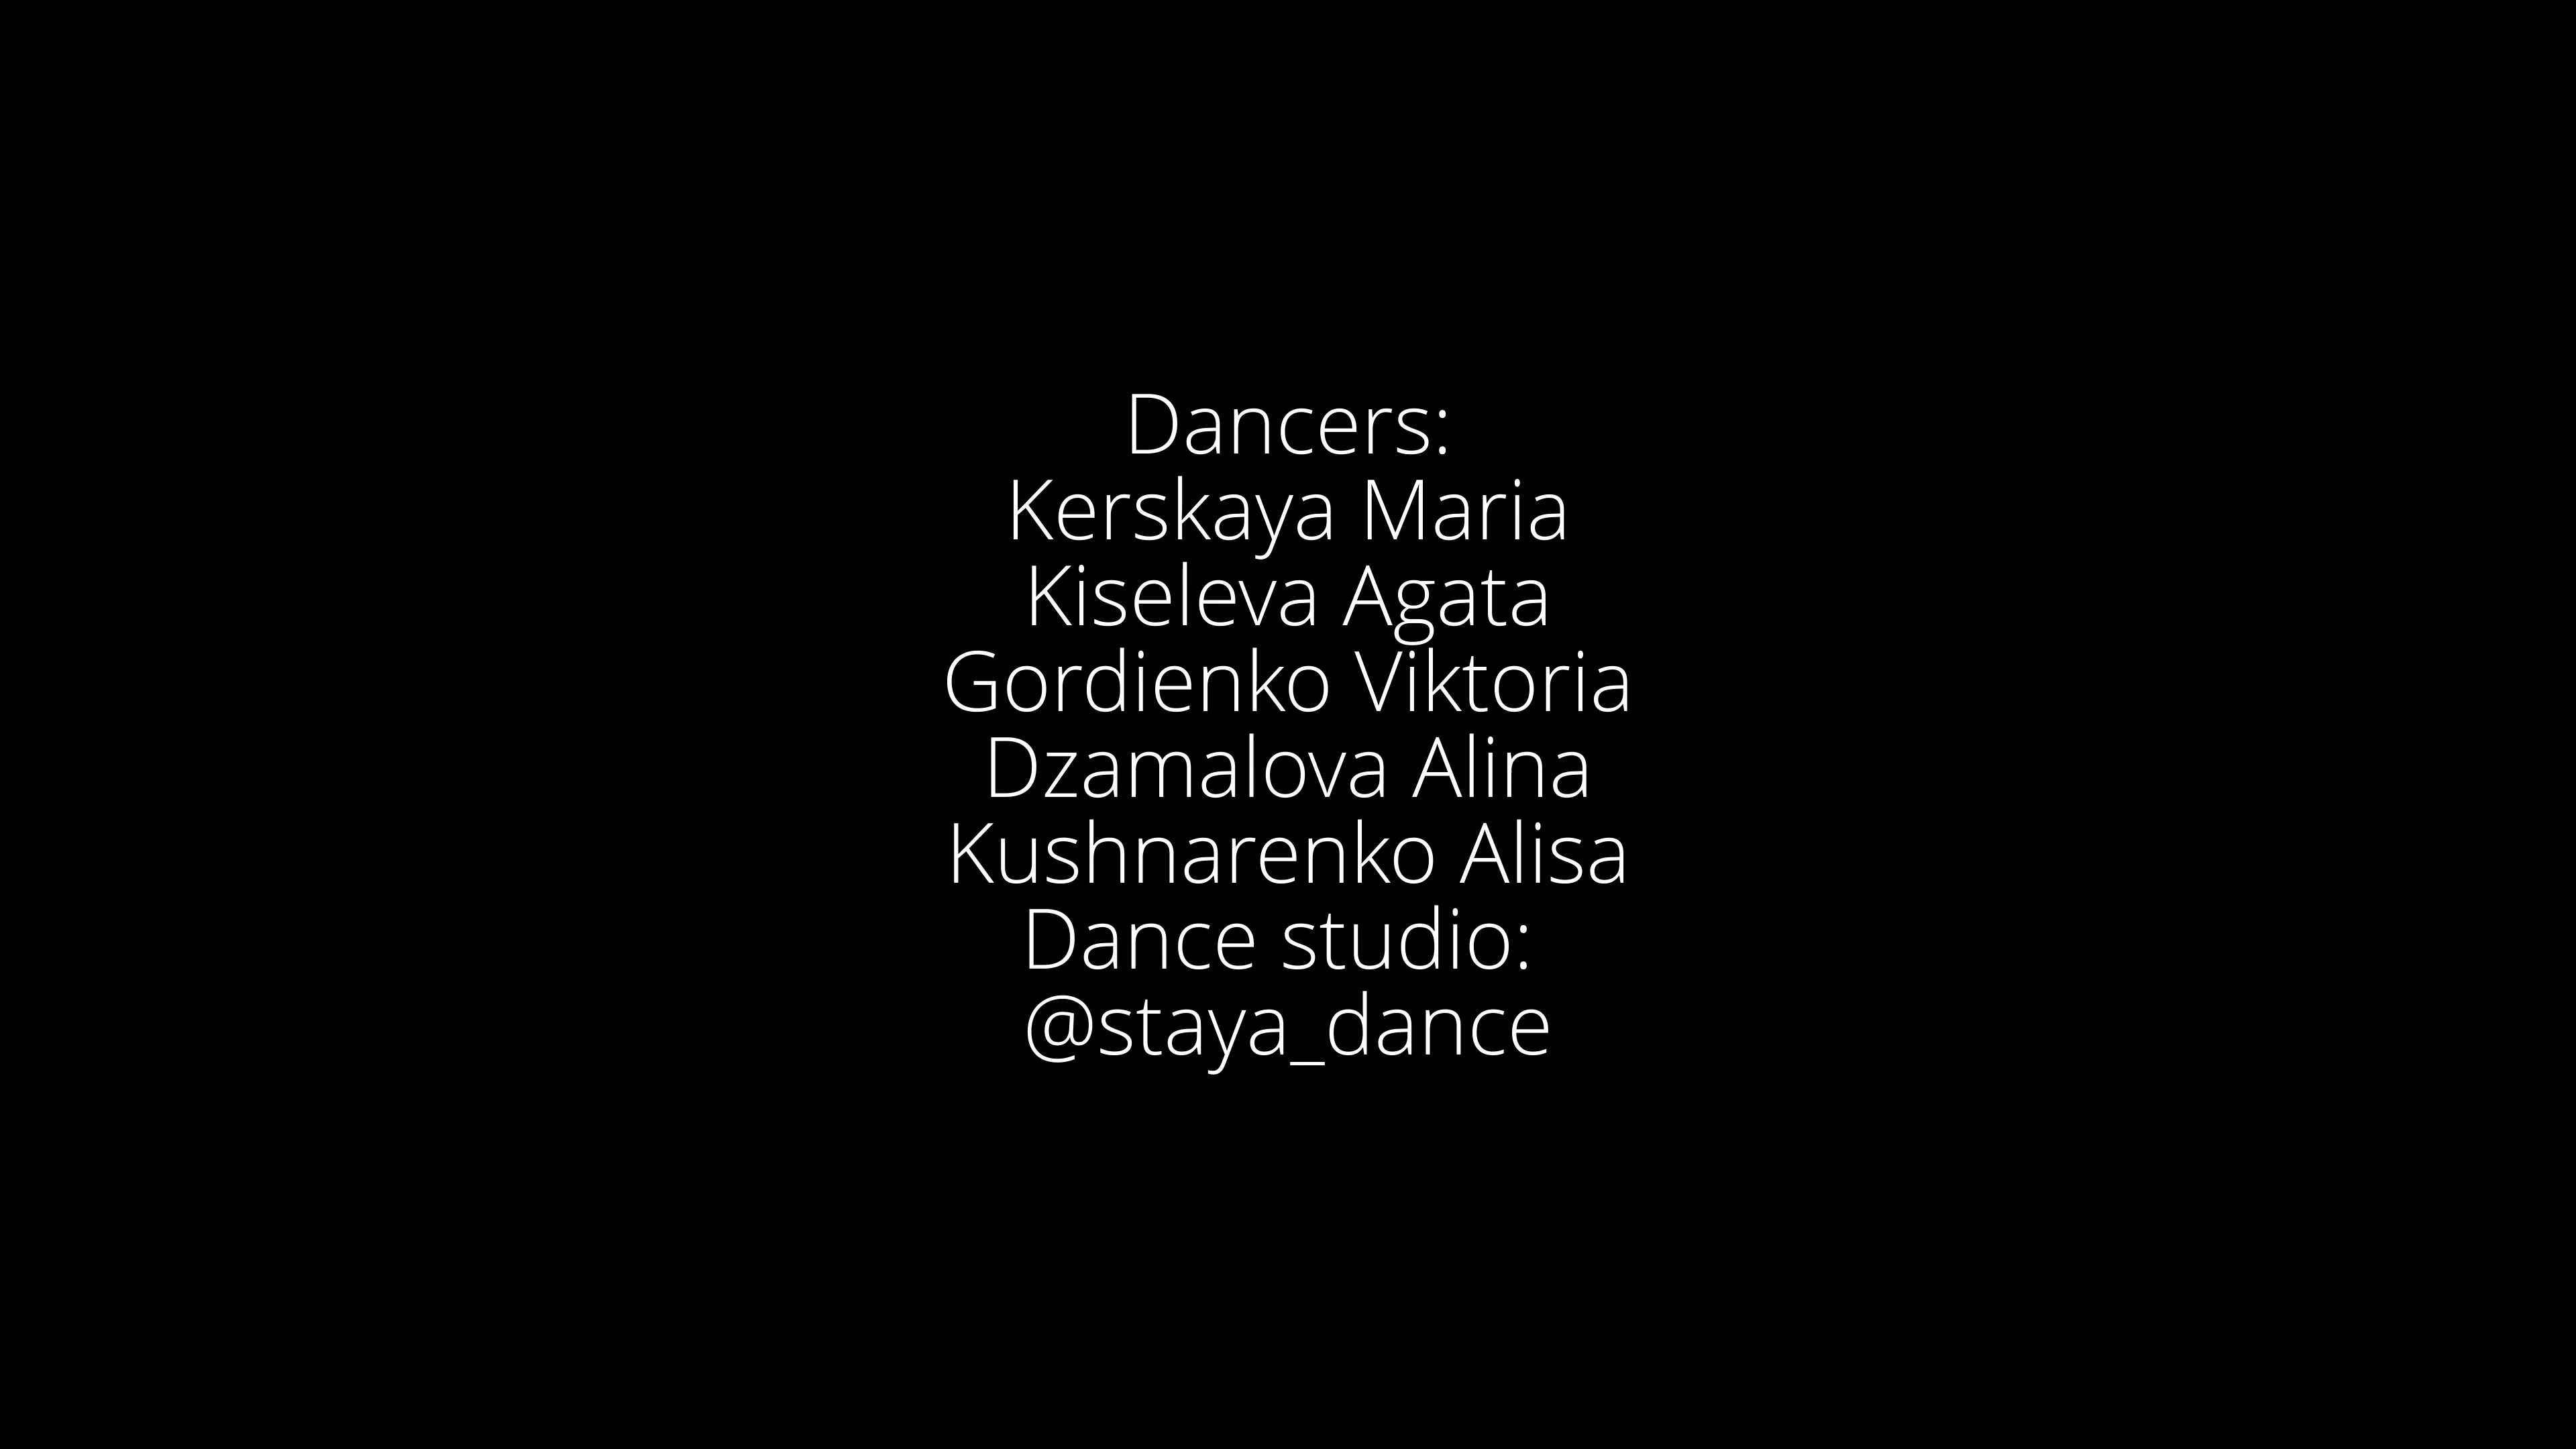 Dancers:
Kerskaya Maria
Kiseleva Agata
Gordienko Viktoria
Dzamalova Alina
Kushnarenko Alisa
Dance studio:
@staya_dance